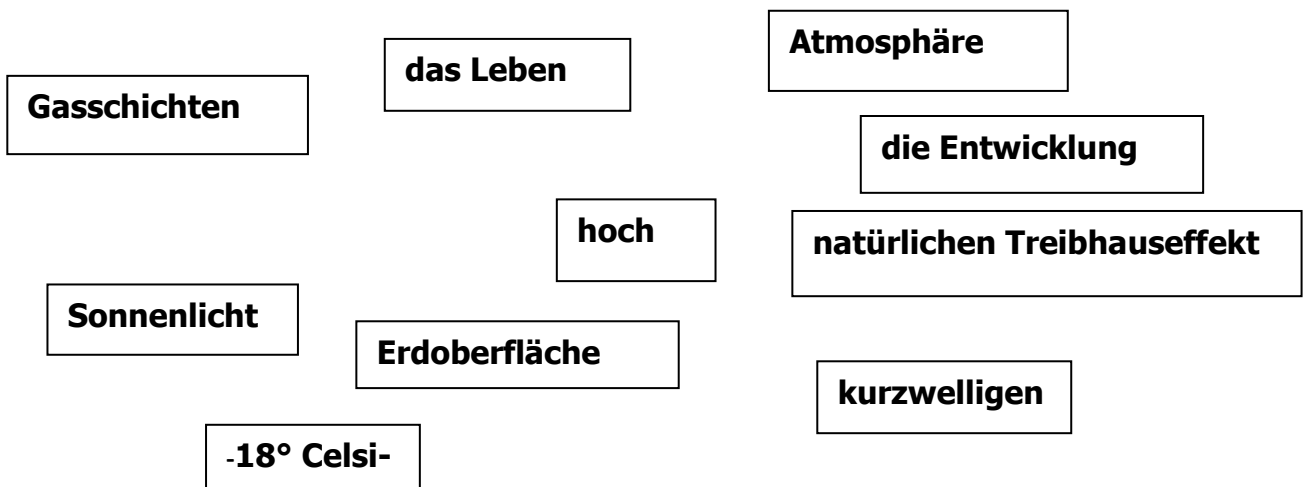 Atmosphäre
das Leben
Gasschichten
die Entwicklung
hoch
natürlichen Treibhauseffekt
Sonnenlicht
Erdoberfläche
kurzwelligen
-18° Celsi-